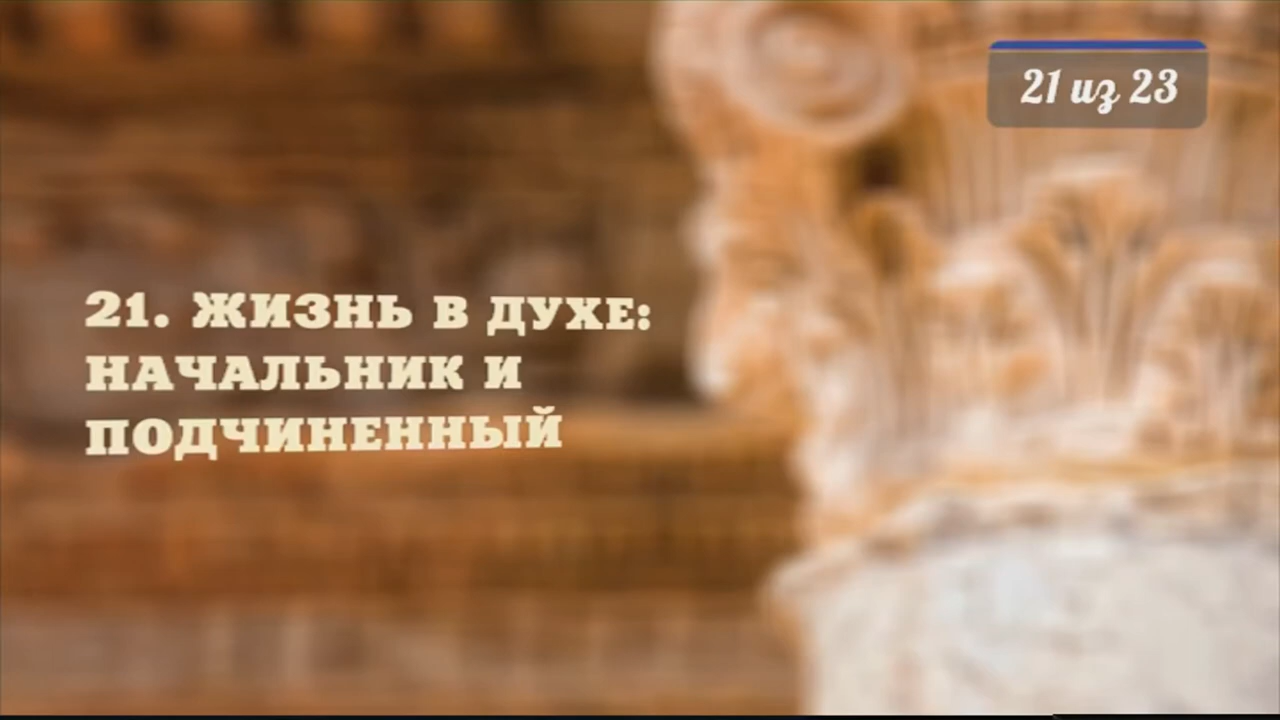 21 из 23
21. ЖИЗНЬ В ДУХЕ:
НАЧАЛЬНИК И
ПОДЧИНЕННЫЙ